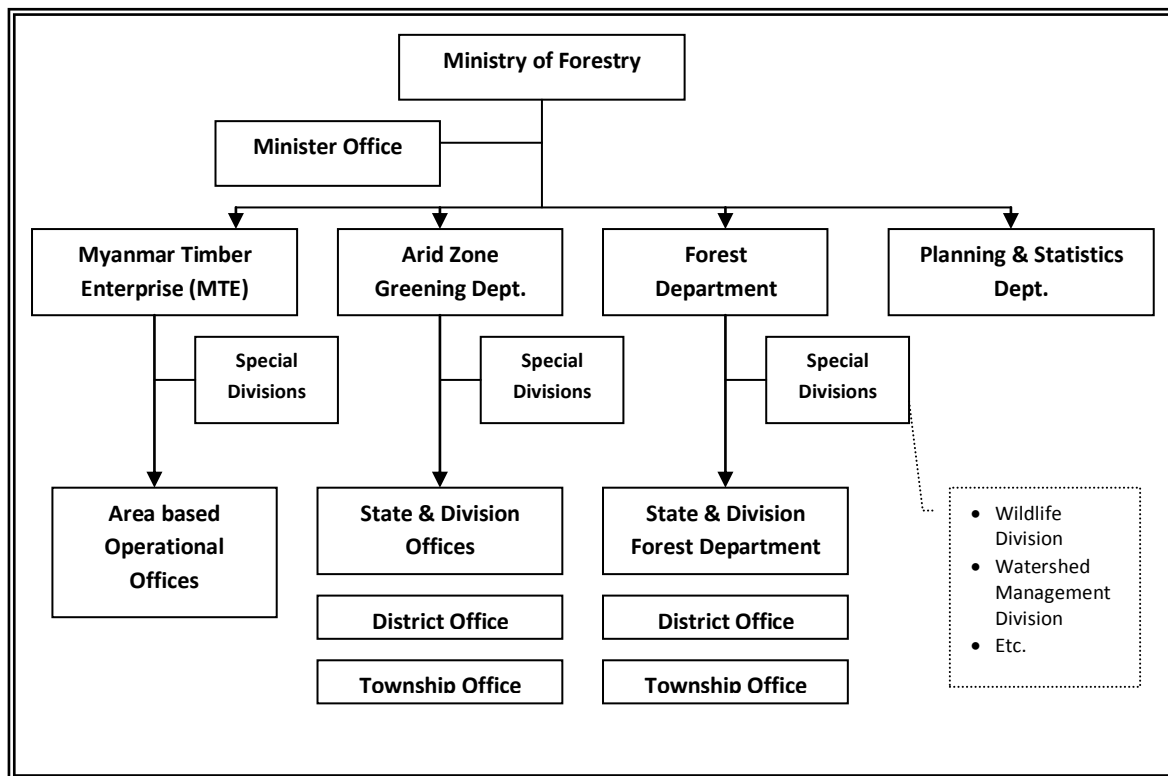 Ministry of Forestry
Minister Office
Myanmar Timber
Enterprise (MTE)
Arid Zone
Greening Dept.
Forest
Department
Planning & Statistics
Dept.
Special
Divisions
Special
Divisions
Special
Divisions
Area based
Operational
Offices
State & Division
Offices
State & Division
Forest Department
• Wildlife
Division
• Watershed
Management
Division
• Etc.
District Office
District Office
Township Office
Township Office